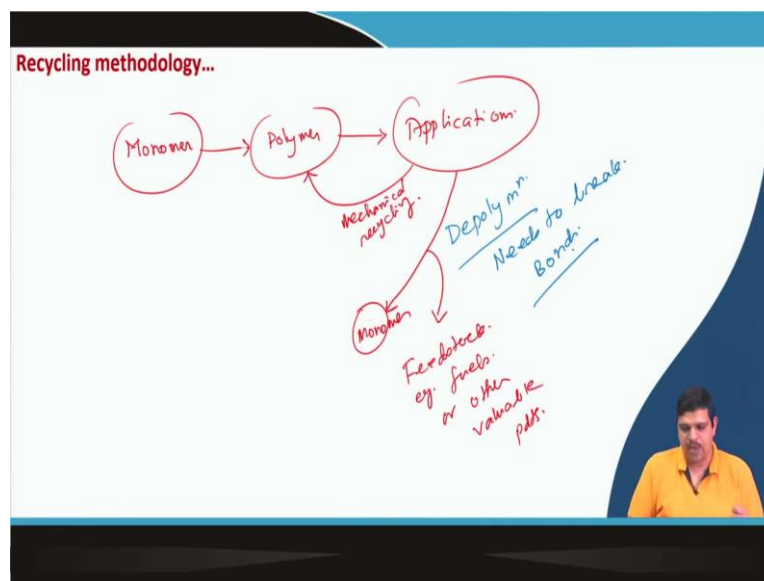 Recycling methodology...
Monomer
Polymer
Application.
mechanical
recycling.
Depolymn.
Needs to break
Bonds.
Monomer
Feedstock.
eg. fuels.
or other
valuable
pdts.